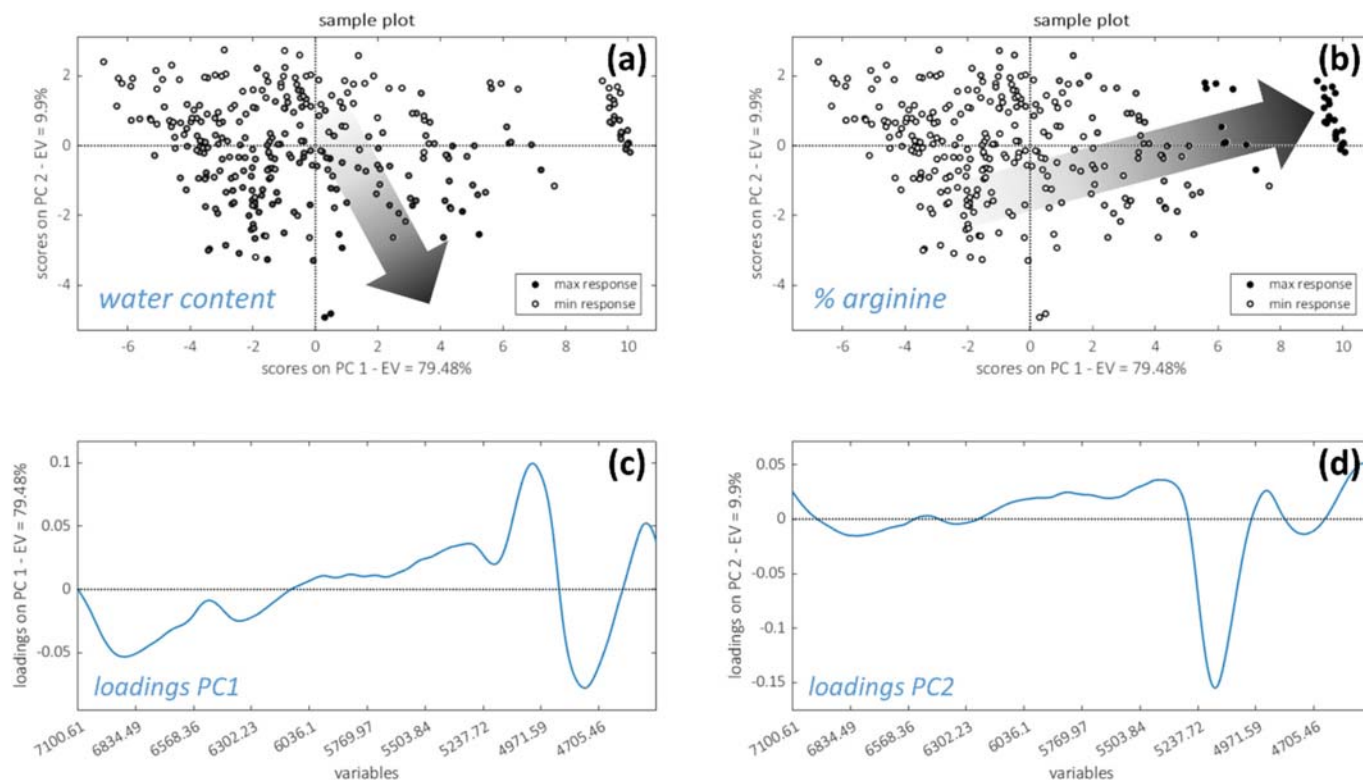 sample plot
(a)
scores on PC 2 - EV = 9.9%
2
0
-2
-4
water content
max response
min response
-6 -4 -2 0 2 4 6 8 10
scores on PC 1 - EV = 79.48%
sample plot
(b)
scores on PC 2 - EV = 9.9%
2
0
-2
-4
% arginine
max response
min response
-6 -4 -2 0 2 4 6 8 10
scores on PC 1 - EV = 79.48%
(c)
loadings on PC 1 - EV = 79.48%
0.1
0.05
0
-0.05
loadings PC1
7100.61 6834.49 6568.36 6302.23 6036.1 5769.97 5503.84 5237.72 4971.59 4705.46
variables
(d)
loadings on PC 2 - EV = 9.9%
0.05
0
-0.05
-0.1
-0.15
loadings PC2
7100.61 6834.49 6568.36 6302.23 6036.1 5769.97 5503.84 5237.72 4971.59 4705.46
variables